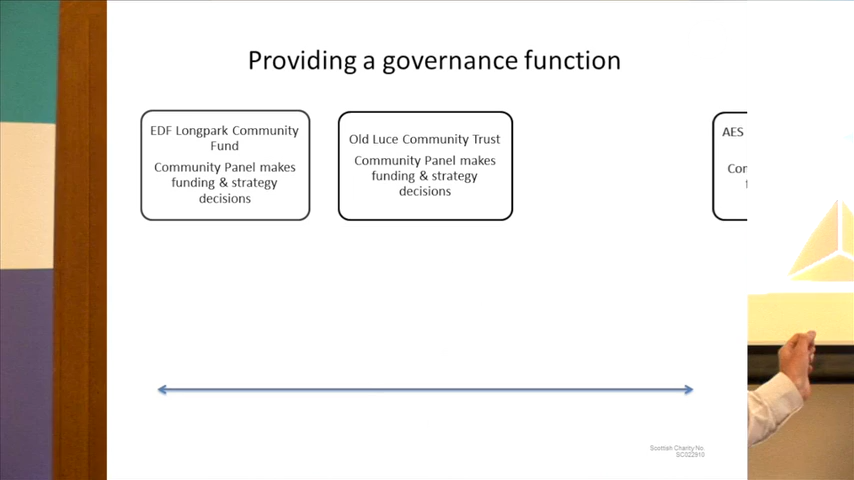 Providing a governance function
EDF Longpark Community
Fund
Community Panel makes
funding & strategy
decisions
Old Luce Community Trust
Community Panel makes
funding & strategy
decisions
AES
Scottish Charity No.
SC022910